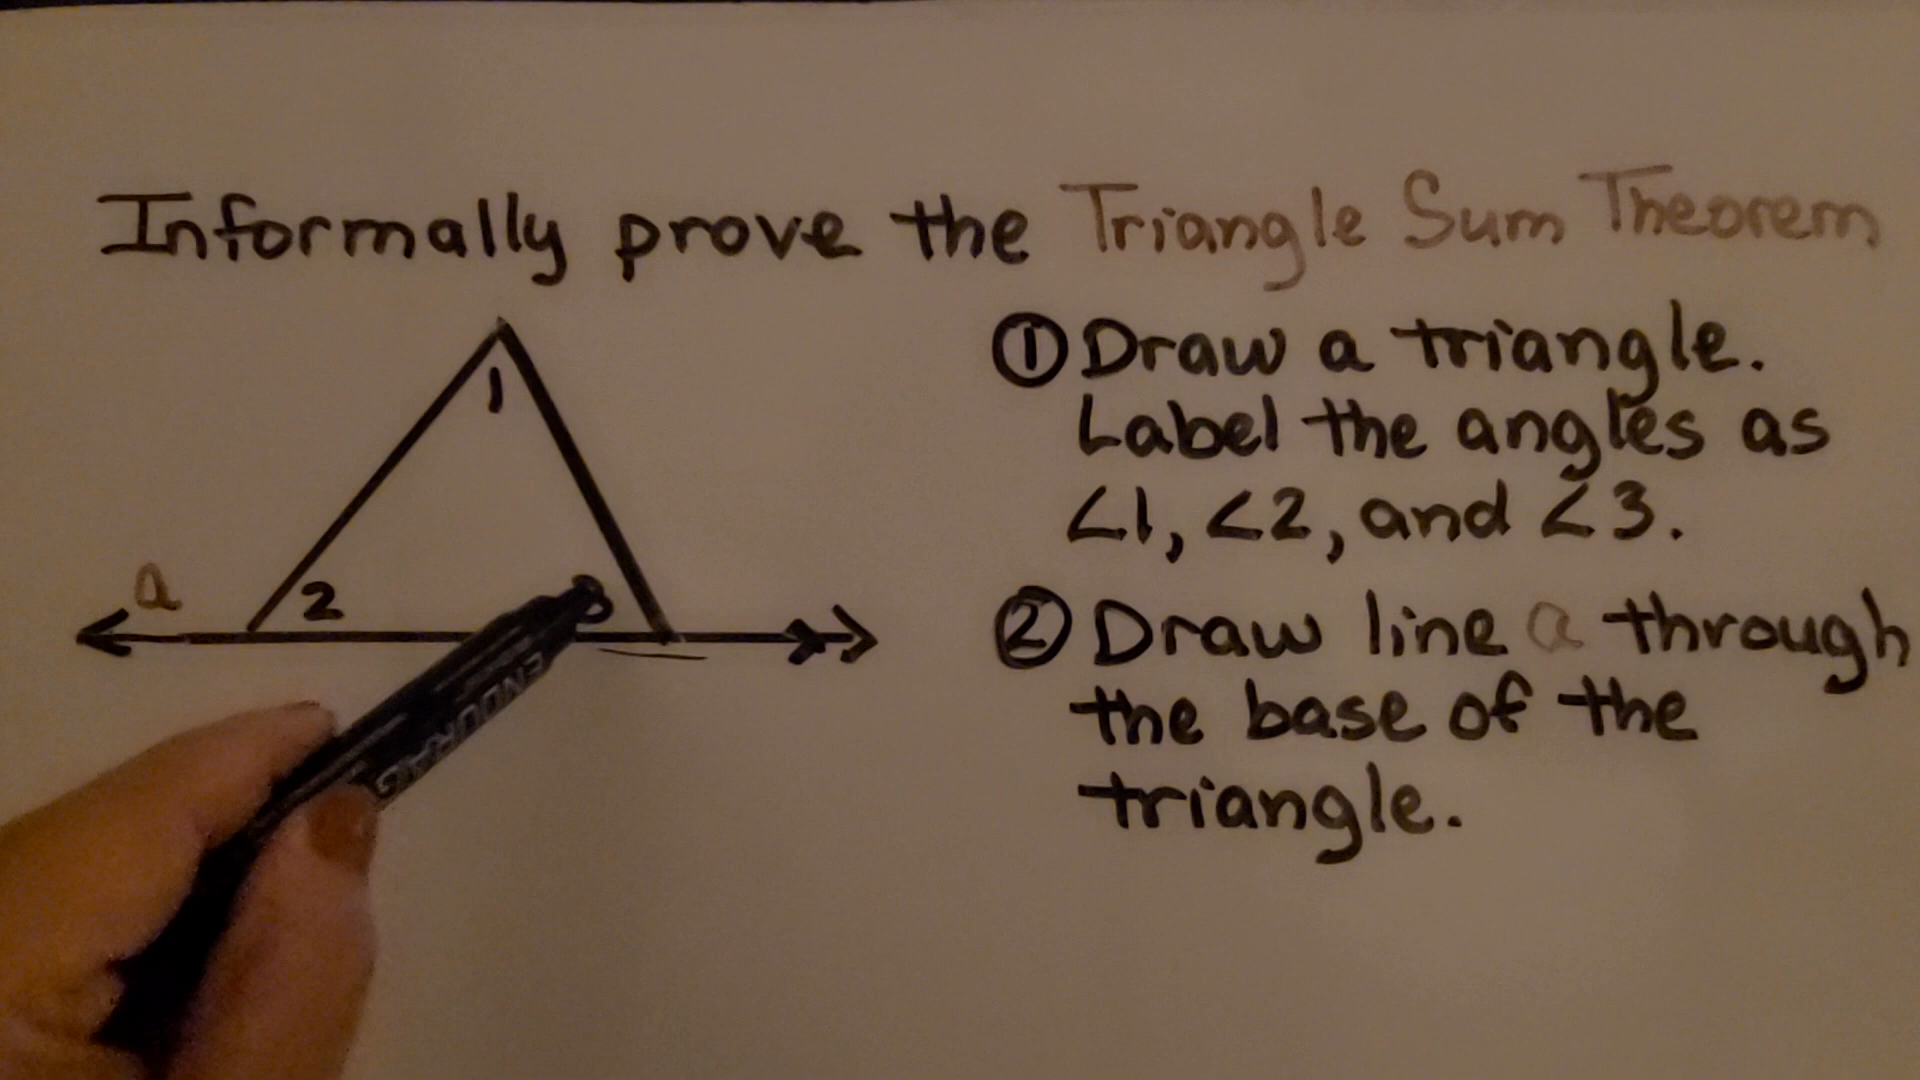 Informally prove the Triangle Sum Theorem
1
a
2
3
① Draw a triangle.
Label the angles as
∠1, ∠2, and ∠3.
② Draw line a through
the base of the
triangle.